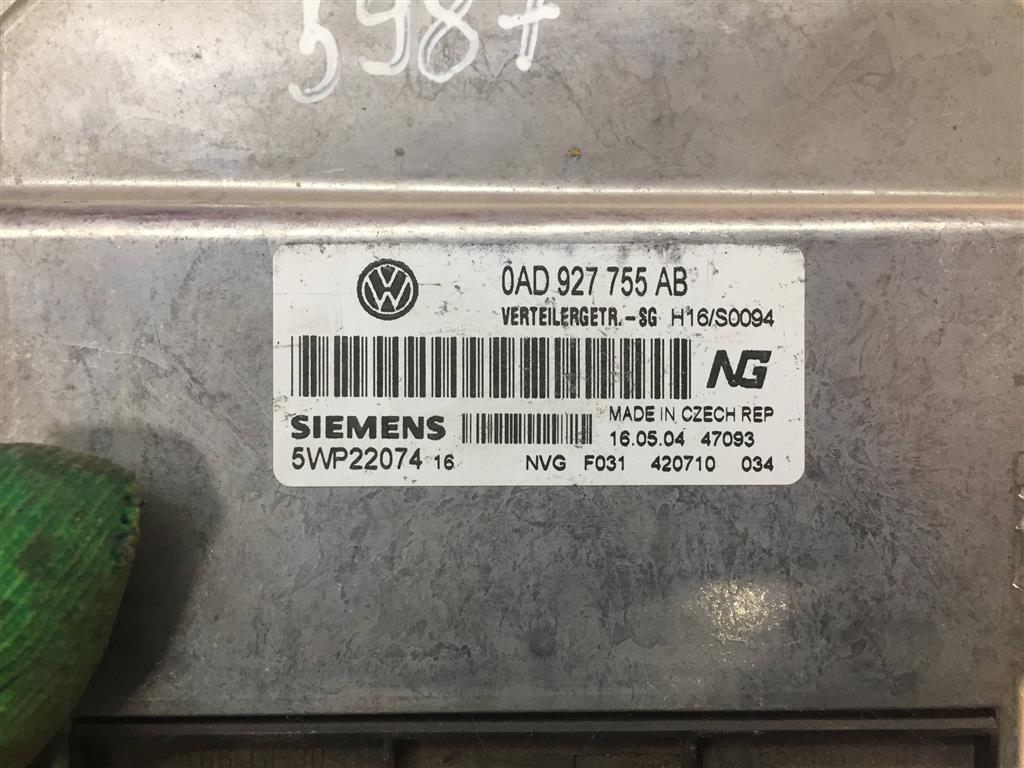 5987
0AD 927 755 AB
VERTEILERGETR.-SG H16/S0094
NG
MADE IN CZECH REP
SIEMENS
16.05.04 47093
5WP22074 16 NVG F031 420710 034